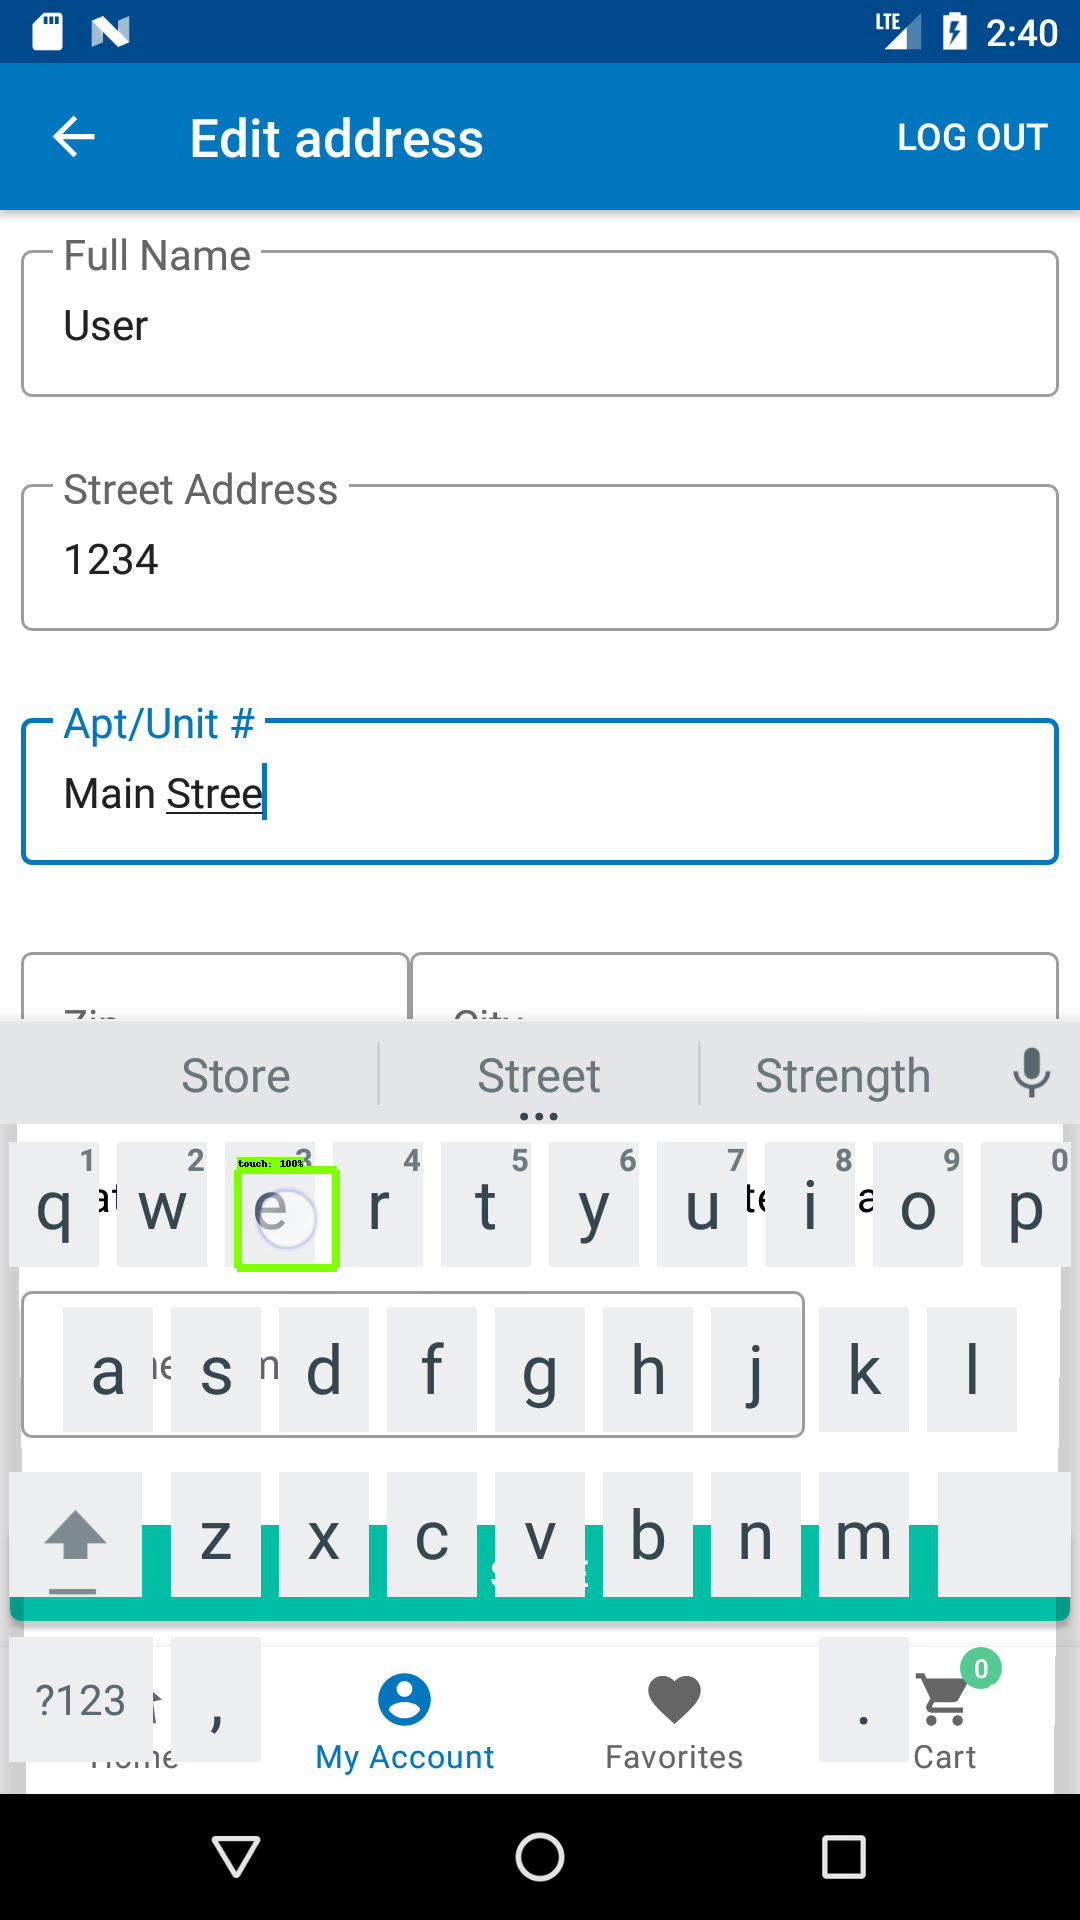 LTE 2:40
Edit address LOG OUT
Full Name
User
Street Address
1234
Apt/Unit #
Main Stree
Zip City
Store Street Strength
touch: 100%
1 2 3 4 5 6 7 8 9 0
q w e r t y u i o p
a s d f g h j k l
z x c v b n m
?123 , .
0
Home My Account Favorites Cart